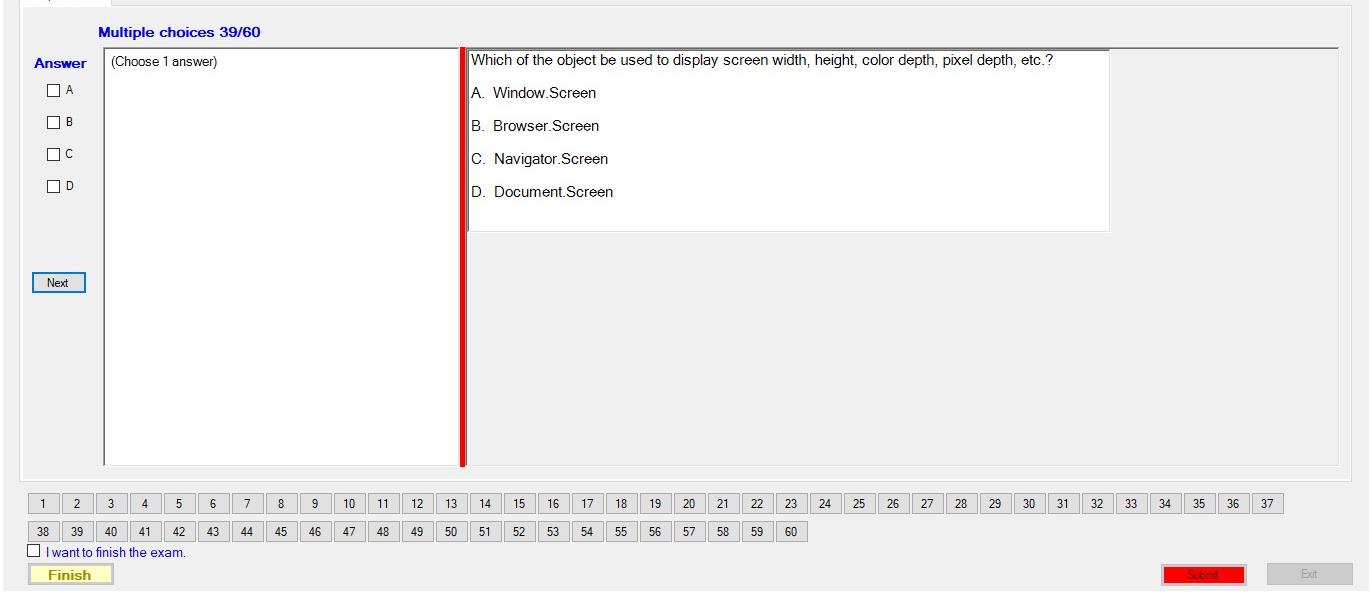 Multiple choices 39/60
Answer
(Choose 1 answer)
A
B
C
D
Next
Which of the object be used to display screen width, height, color depth, pixel depth, etc.?
A. Window.Screen
B. Browser.Screen
C. Navigator.Screen
D. Document.Screen
1 2 3 4 5 6 7 8 9 10 11 12 13 14 15 16 17 18 19 20 21 22 23 24 25 26 27 28 29 30 31 32 33 34 35 36 37
38 39 40 41 42 43 44 45 46 47 48 49 50 51 52 53 54 55 56 57 58 59 60
I want to finish the exam.
Finish
Submit
Exit